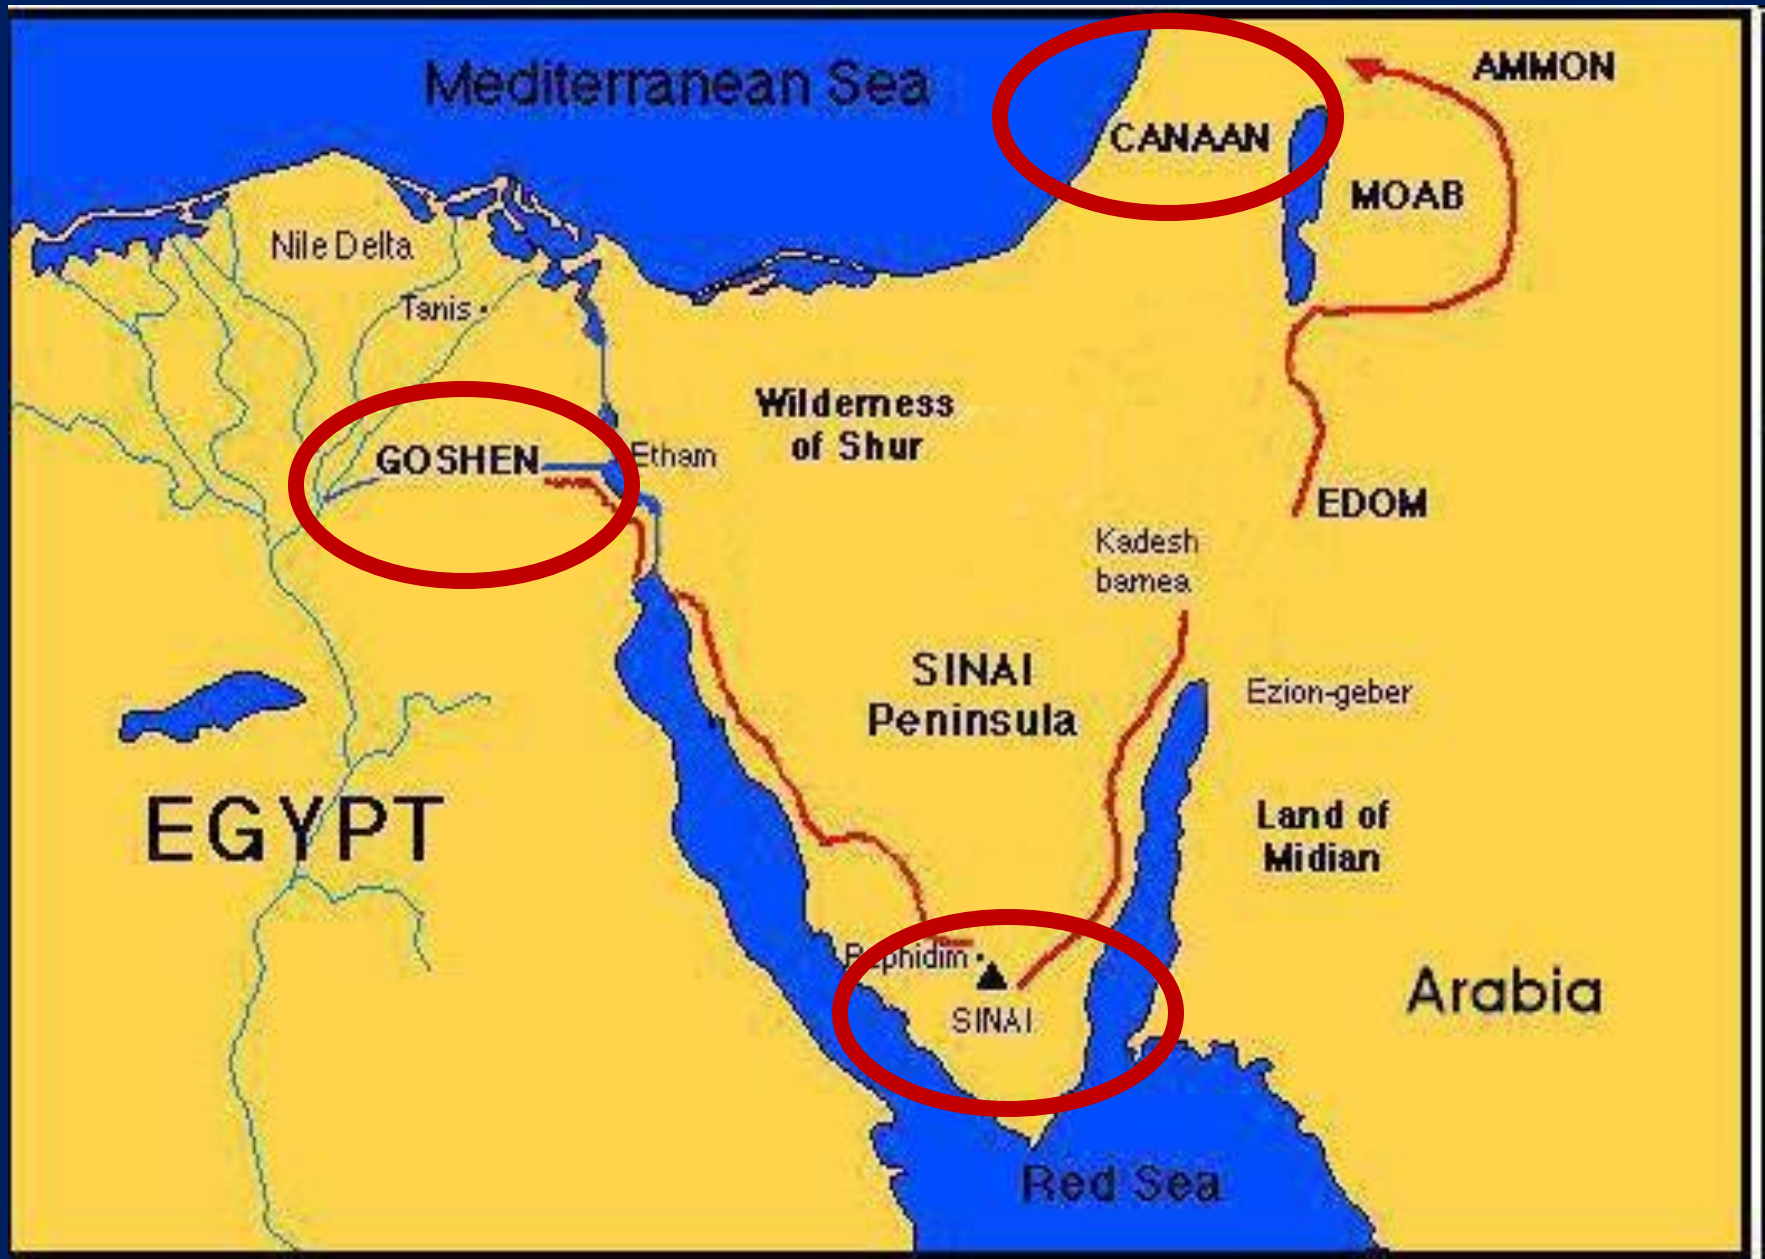 Mediterranean Sea
AMMON
CANAAN
MOAB
Nile Delta
Tanis
Wilderness
of Shur
GOSHEN
Etham
EDOM
Kadesh
barnea
SINAI
Peninsula
Ezion-geber
EGYPT
Land of
Midian
Rephidim
SINAI
Arabia
Red Sea